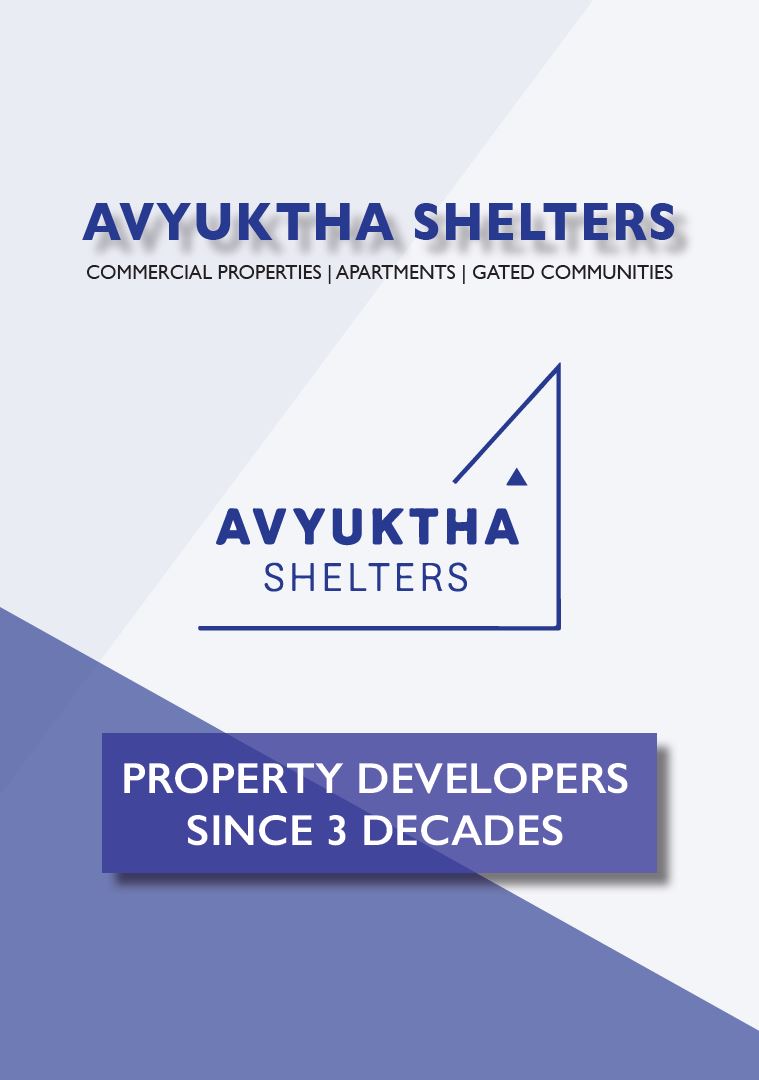 AVYUKTHA SHELTERS
COMMERCIAL PROPERTIES | APARTMENTS | GATED COMMUNITIES
AVYUKTHA
SHELTERS
PROPERTY DEVELOPERS
SINCE 3 DECADES